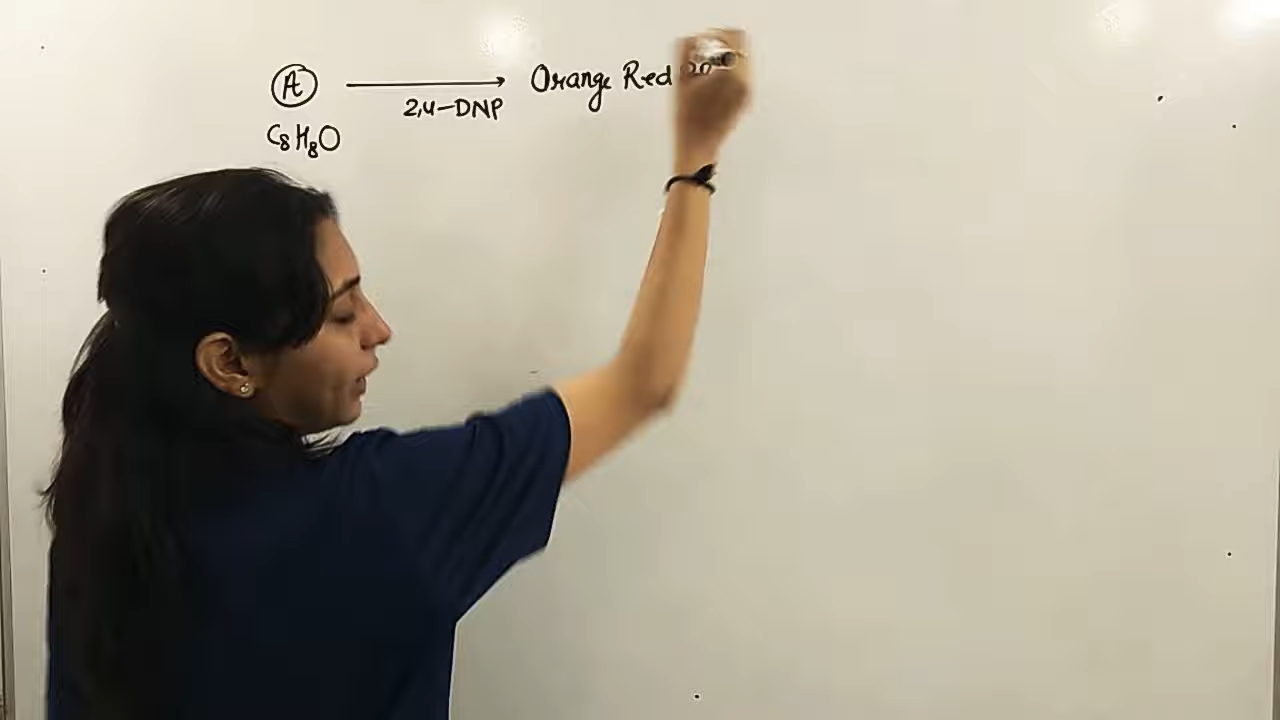 A → Orange Red
2,4-DNP
C₈H₈O